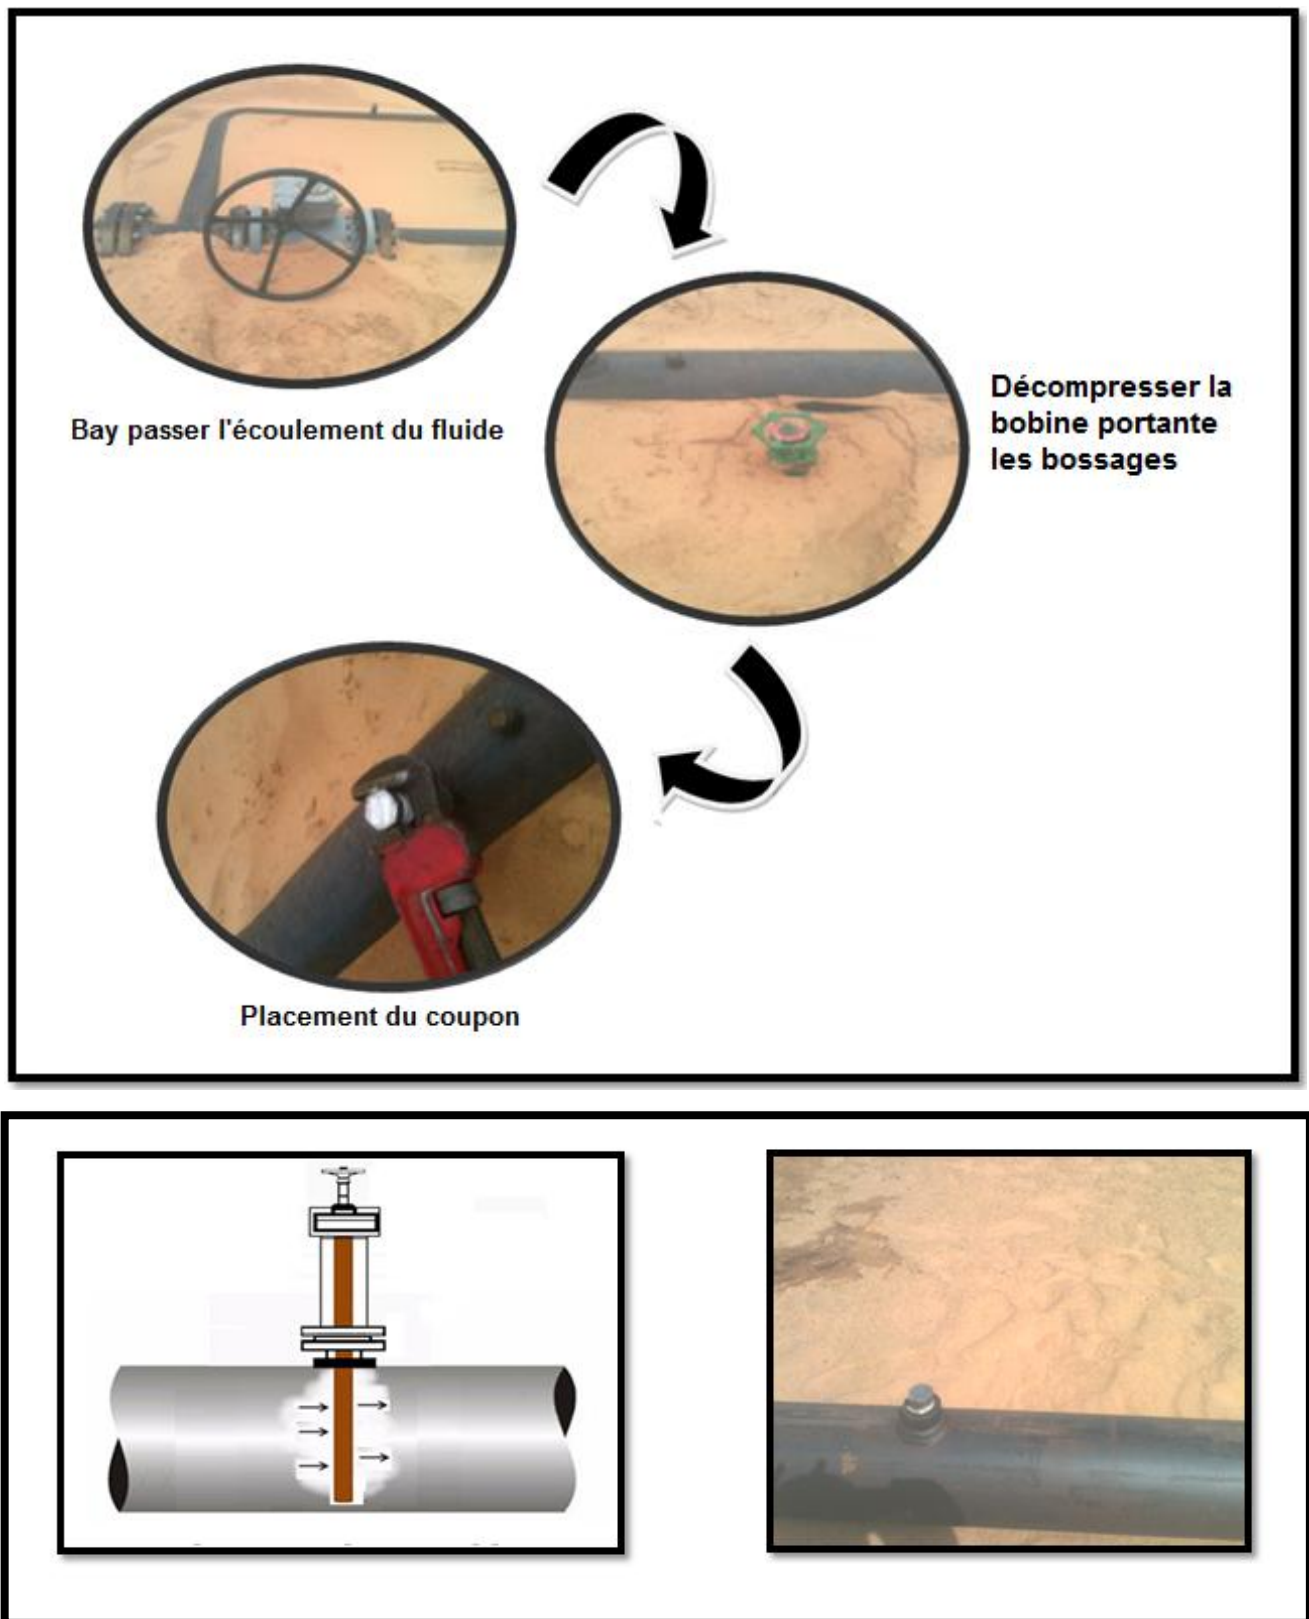 Bay passer l'écoulement du fluide
Décompresser la
bobine portante
les bossages
Placement du coupon